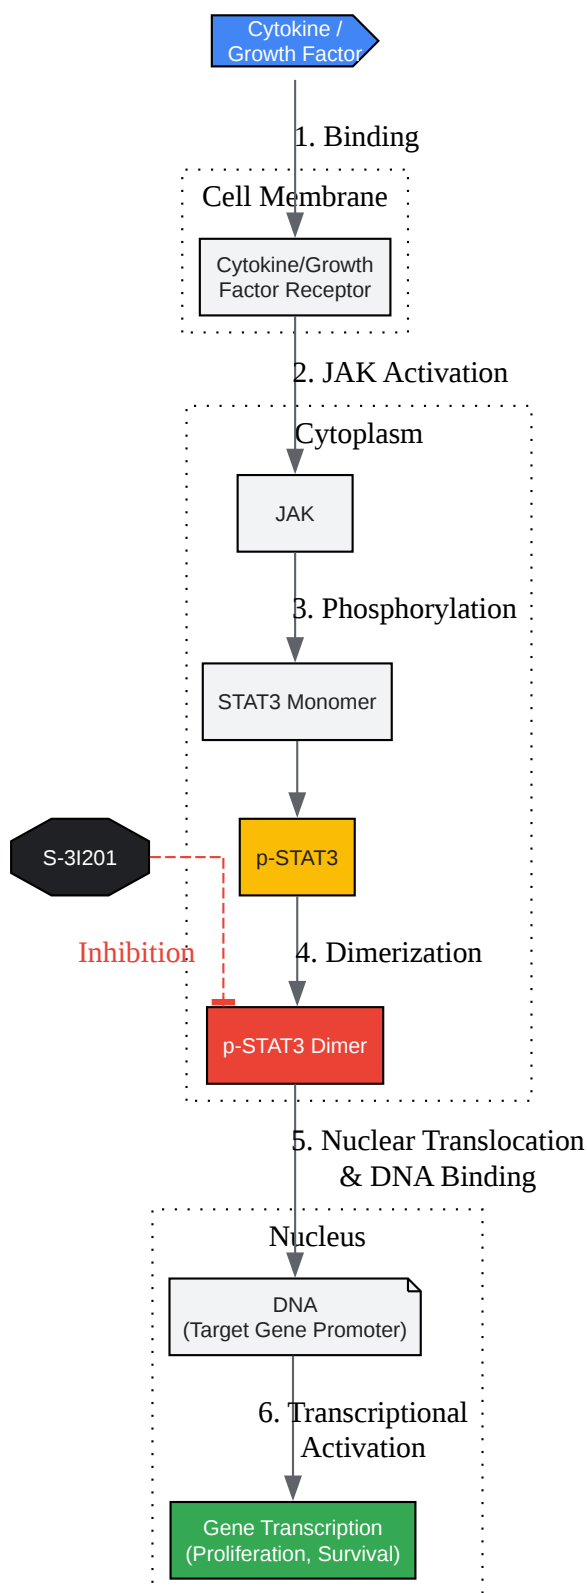 Cytokine /
Growth Factor
1. Binding
Cell Membrane
Cytokine/Growth
Factor Receptor
2. JAK Activation
Cytoplasm
JAK
3. Phosphorylation
STAT3 Monomer
S-3I201
p-STAT3
Inhibition
4. Dimerization
p-STAT3 Dimer
5. Nuclear Translocation
& DNA Binding
Nucleus
DNA
(Target Gene Promoter)
6. Transcriptional
Activation
Gene Transcription
(Proliferation, Survival)